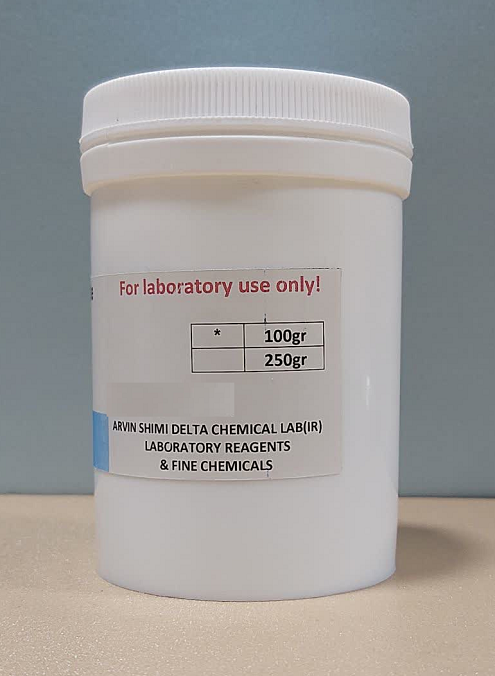 For laboratory use only!
* 100gr
250gr
ARVIN SHIMI DELTA CHEMICAL LAB(IR)
LABORATORY REAGENTS
& FINE CHEMICALS